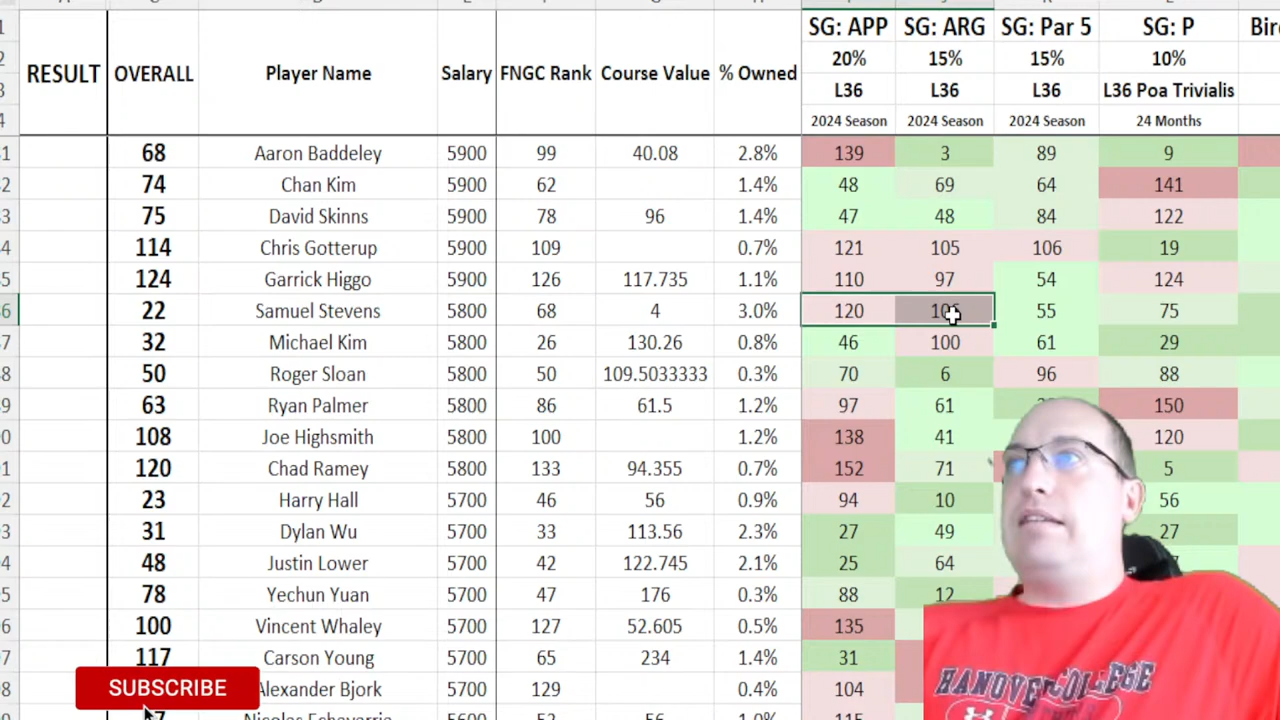 SG: APP SG: ARG SG: Par 5 SG: P
RESULT OVERALL Player Name Salary FNGC Rank Course Value % Owned 20% 15% 15% 10%
L36 L36 L36 L36 Poa Trivialis
2024 Season 2024 Season 2024 Season 24 Months
68 Aaron Baddeley 5900 99 40.08 2.8% 139 3 89 9
74 Chan Kim 5900 62 1.4% 48 69 64 141
75 David Skinns 5900 78 96 1.4% 47 48 84 122
114 Chris Gotterup 5900 109 0.7% 121 105 106 19
124 Garrick Higgo 5900 126 117.735 1.1% 110 97 54 124
22 Samuel Stevens 5800 68 4 3.0% 120 55 75
32 Michael Kim 5800 26 130.26 0.8% 46 100 61 29
50 Roger Sloan 5800 50 109.5033333 0.3% 70 6 96 88
63 Ryan Palmer 5800 86 61.5 1.2% 97 61 150
108 Joe Highsmith 5800 100 1.2% 138 41 120
120 Chad Ramey 5800 133 94.355 0.7% 152 71 5
23 Harry Hall 5700 46 56 0.9% 94 10 56
31 Dylan Wu 5700 33 113.56 2.3% 27 49 27
48 Justin Lower 5700 42 122.745 2.1% 25 64
78 Yechun Yuan 5700 47 176 0.3% 88 12
100 Vincent Whaley 5700 127 52.605 0.5% 135
117 Carson Young 5700 65 234 1.4% 31
SUBSCRIBE Alexander Bjork 5700 129 0.4% 104
HANOVER COLLEGE